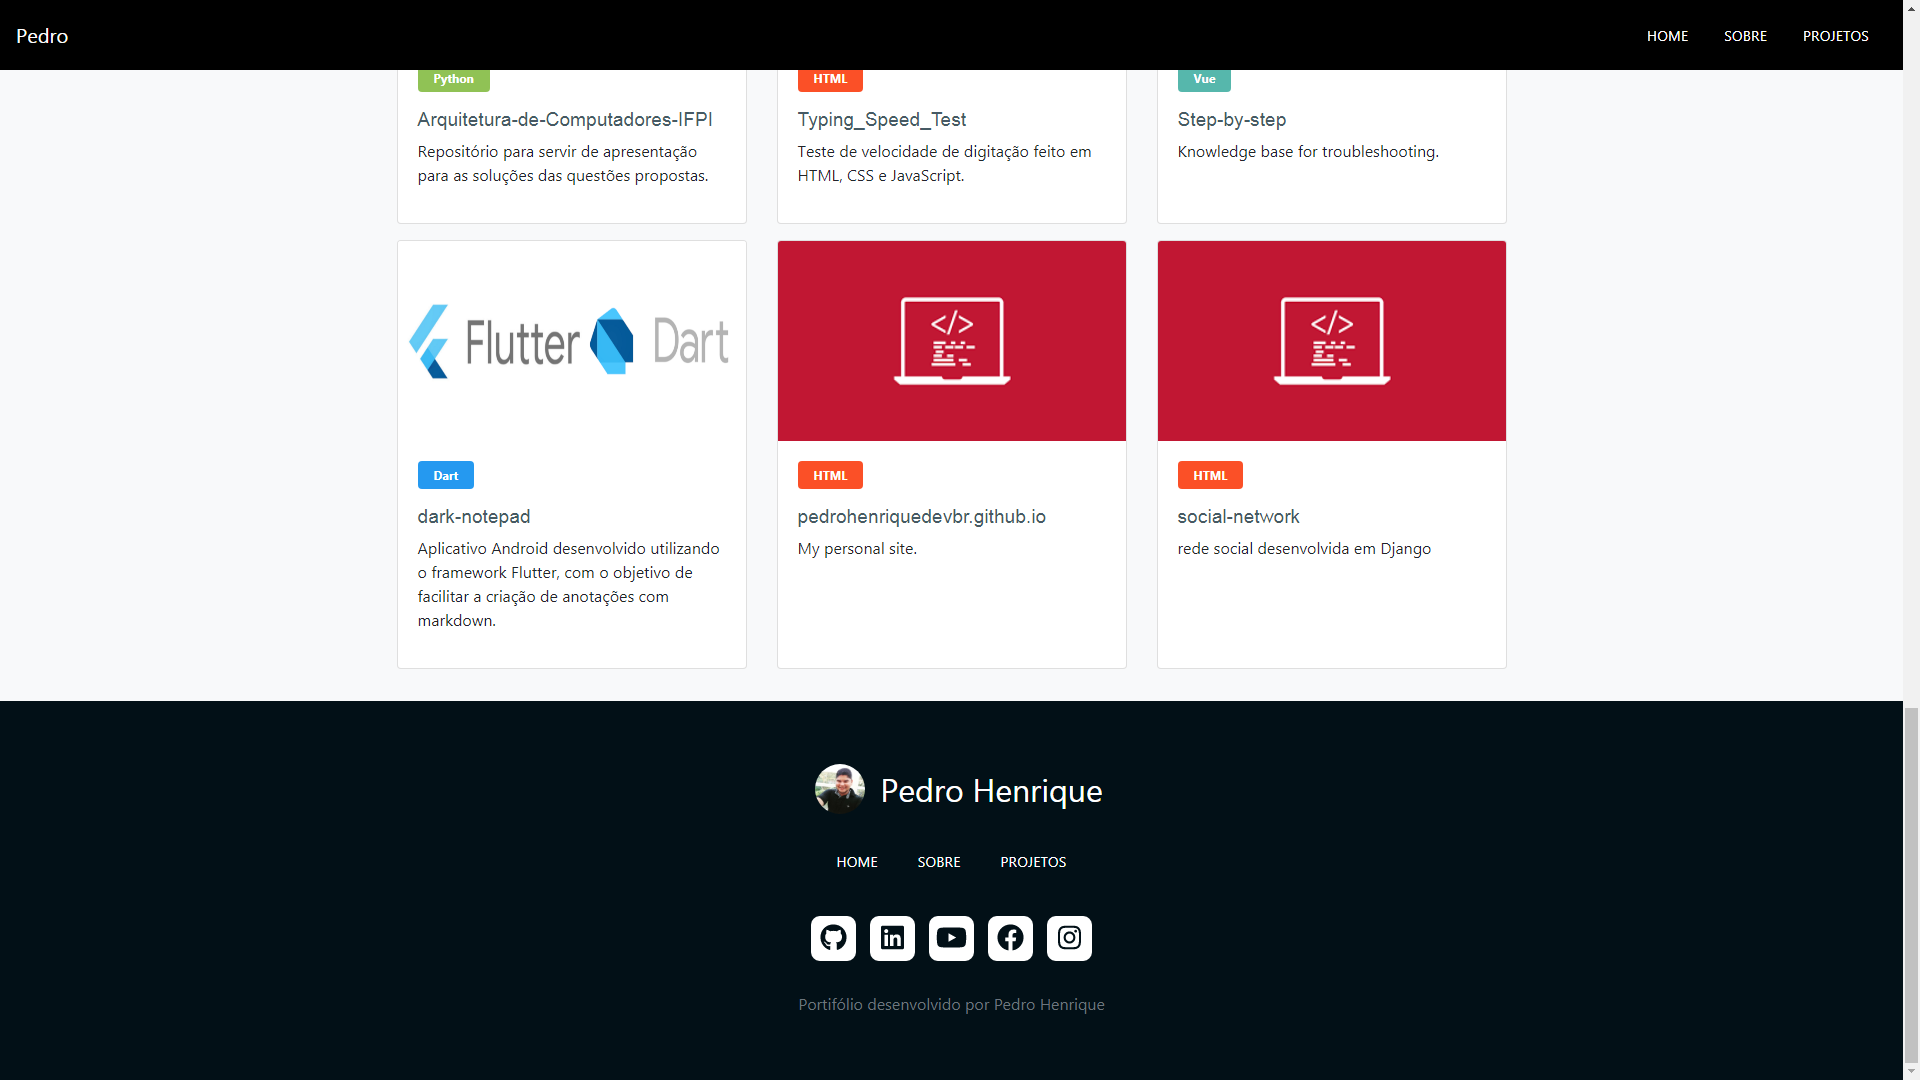 Pedro
HOME SOBRE PROJETOS
Python
Arquitetura-de-Computadores-IFPI
Repositório para servir de apresentação
para as soluções das questões propostas.
HTML
Typing_Speed_Test
Teste de velocidade de digitação feito em
HTML, CSS e JavaScript.
Vue
Step-by-step
Knowledge base for troubleshooting.
Flutter Dart
Dart
dark-notepad
Aplicativo Android desenvolvido utilizando
o framework Flutter, com o objetivo de
facilitar a criação de anotações com
markdown.
</>
HTML
pedrohenriquedevbr.github.io
My personal site.
</>
HTML
social-network
rede social desenvolvida em Django
Pedro Henrique
HOME SOBRE PROJETOS
in
Portifólio desenvolvido por Pedro Henrique